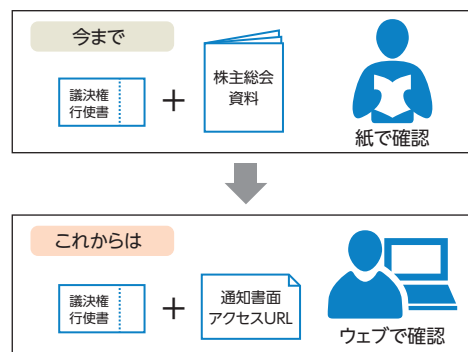 今まで
議決権
行使書
+
株主総会
資料
紙で確認
これからは
議決権
行使書
+
通知書面
アクセスURL
ウェブで確認